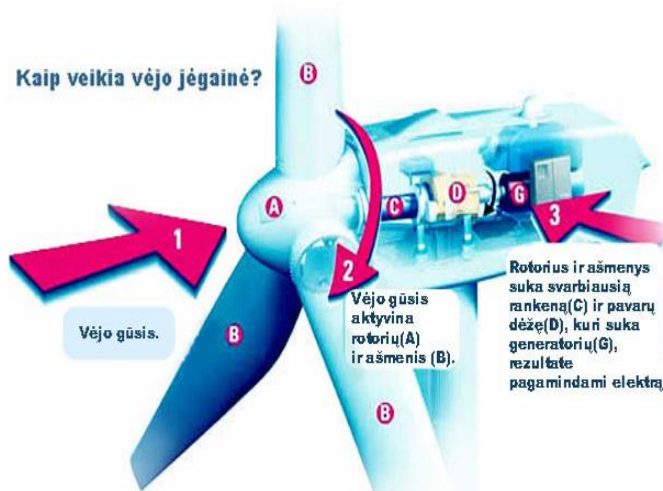 Kaip veikia vėjo jėgainė?
B
A
C
D
G
1
2
3
B
B
Vėjo gūsis.
Vėjo gūsis
aktyvina
rotorių(A)
ir ašmenis (B).
Rotorius ir ašmenys
suka svarbiausią
rankeną(C) ir pavarų
dėžę(D), kuri suka
generatorių(G),
rezultate
pagamindami elektrą